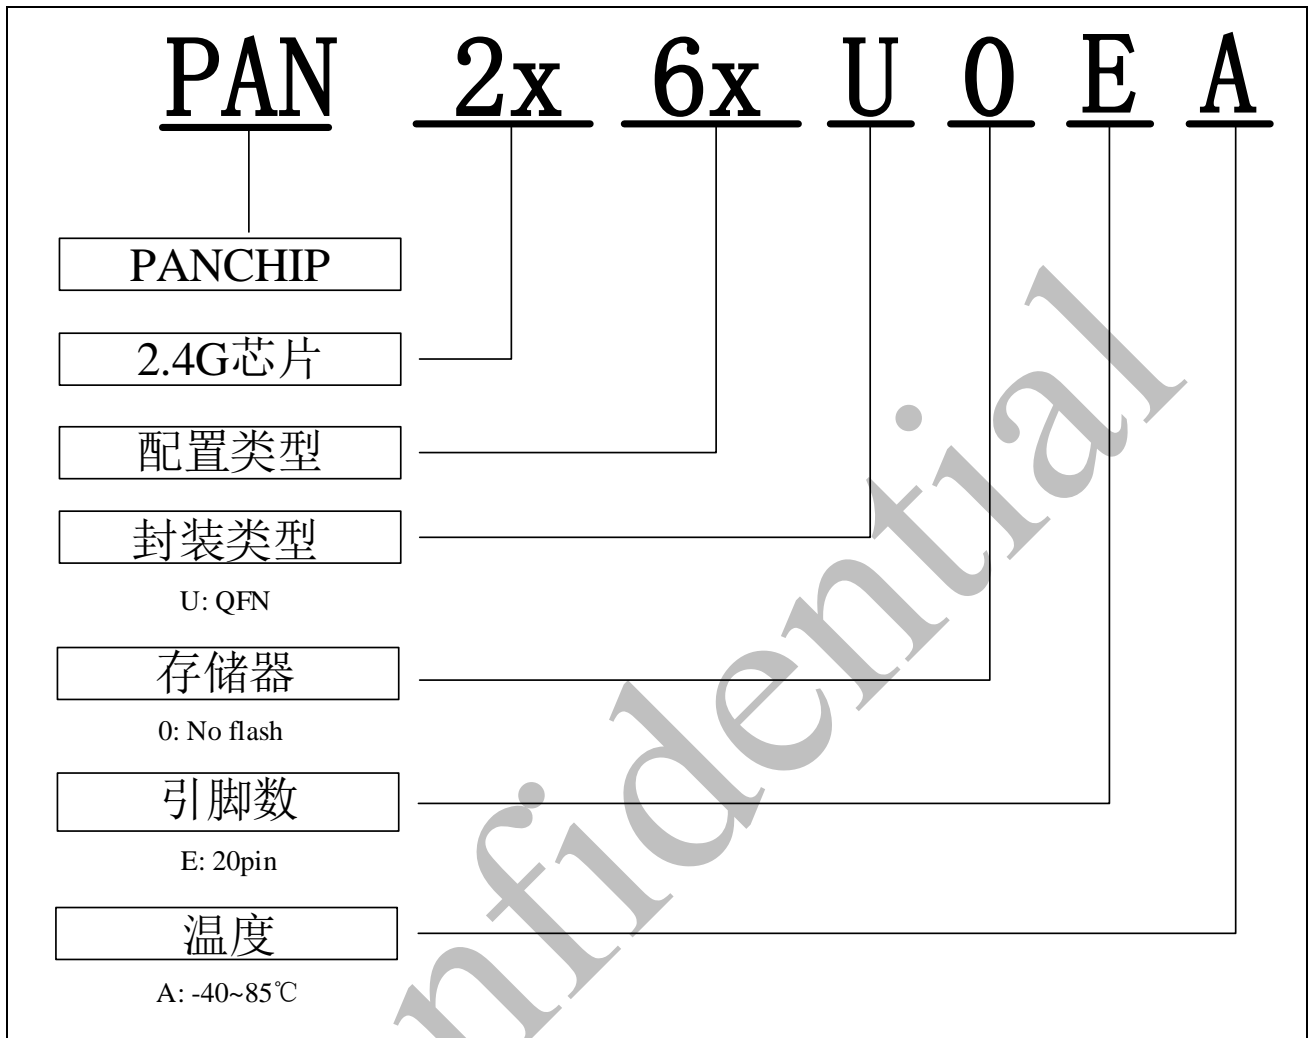 PAN 2x 6x U 0 E A
PANCHIP
2.4G芯片
配置类型
封装类型
U: QFN
存储器
0: No flash
引脚数
E: 20pin
温度
A: -40~85℃
nfidential